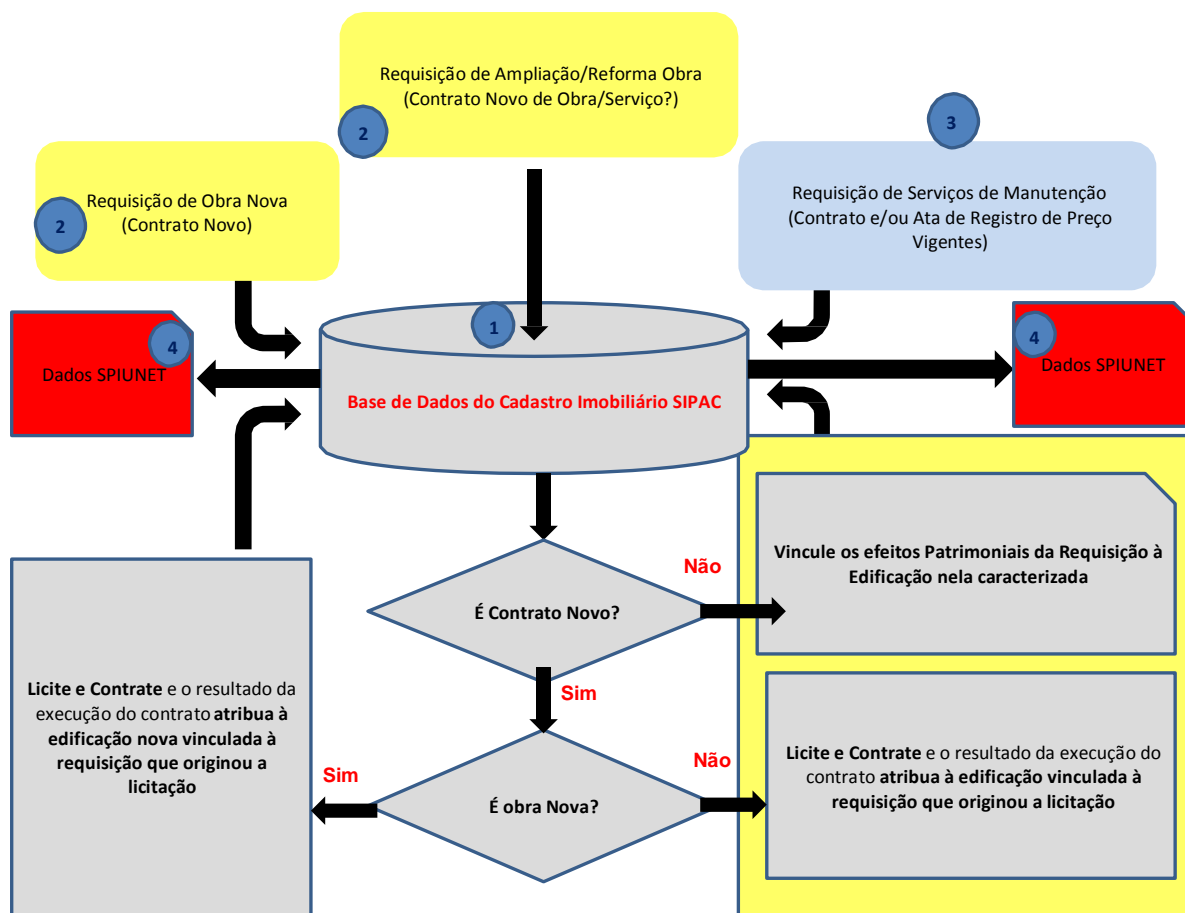 Requisição de Ampliação/Reforma Obra
(Contrato Novo de Obra/Serviço?)
2
3
Requisição de Obra Nova
(Contrato Novo)
2
Requisição de Serviços de Manutenção
(Contrato e/ou Ata de Registro de Preço
Vigentes)
1
4
Dados SPIUNET
4
Dados SPIUNET
Base de Dados do Cadastro Imobiliário SIPAC
Vincule os efeitos Patrimoniais da Requisição à
Edificação nela caracterizada
Não
É Contrato Novo?
Sim
Licite e Contrate e o resultado da
execução do contrato atribua à
edificação nova vinculada à
requisição que originou a
licitação
Sim
É obra Nova?
Não
Licite e Contrate e o resultado da execução do
contrato atribua à edificação vinculada à
requisição que originou a licitação